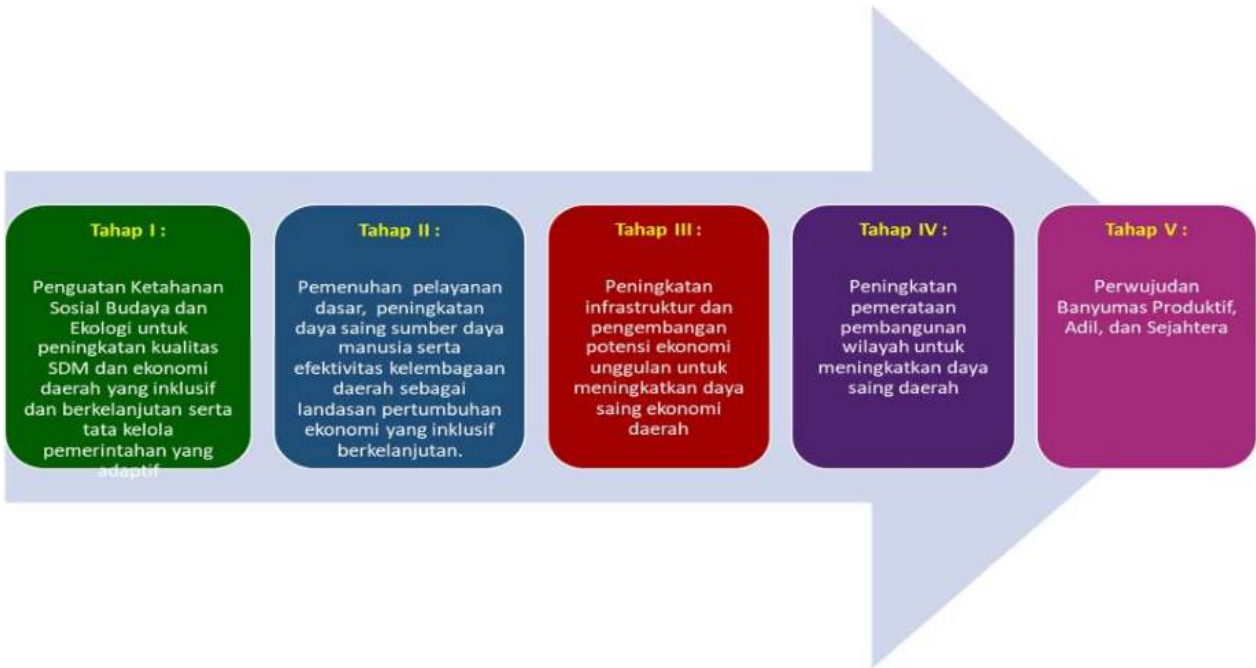 Tahap I :
Penguatan Ketahanan
Sosial Budaya dan
Ekologi untuk
peningkatan kualitas
SDM dan ekonomi
daerah yang inklusif
dan berkelanjutan serta
tata kelola
pemerintahan yang
adaptif
Tahap II :
Pemenuhan pelayanan
dasar, peningkatan
daya saing sumber daya
manusia serta
efektivitas kelembagaan
daerah sebagai
landasan pertumbuhan
ekonomi yang inklusif
berkelanjutan.
Tahap III :
Peningkatan
infrastruktur dan
pengembangan
potensi ekonomi
unggulan untuk
meningkatkan daya
saing ekonomi
daerah
Tahap IV :
Peningkatan
pemerataan
pembangunan
wilayah untuk
meningkatkan daya
saing daerah
Tahap V :
Perwujudan
Banyumas Produktif,
Adil, dan Sejahtera